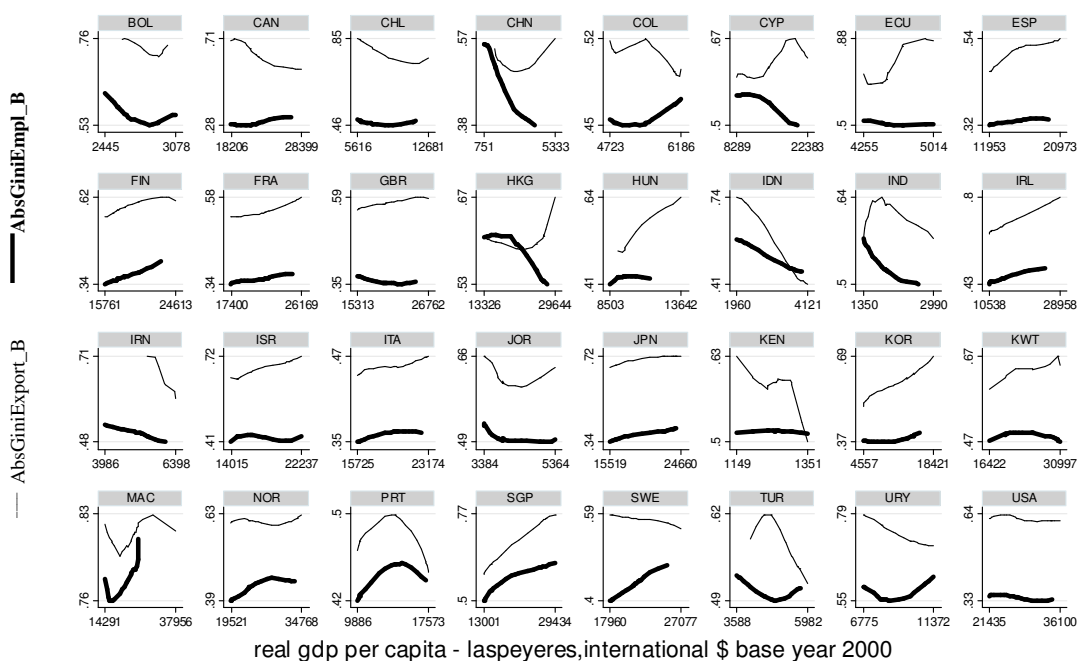 AbsGiniEmpl_B
AbsGiniExport_B
BOL CAN CHL CHN COL CYP ECU ESP
.76 .71 .85 .57 .52 .67 .88 .54
.53 .28 .46 .38 .45 .5 .5 .32
2445 3078 18206 28399 5616 12681 751 5333 4723 6186 8289 22383 4255 5014 11953 20973
FIN FRA GBR HKG HUN IDN IND IRL
.62 .58 .59 .67 .64 .74 .64 .8
.34 .34 .35 .53 .41 .41 .5 .43
15761 24613 17400 26169 15313 26762 13326 29644 8503 13642 1960 4121 1350 2990 10538 28958
IRN ISR ITA JOR JPN KEN KOR KWT
.71 .72 .47 .66 .72 .63 .69 .67
.48 .41 .35 .49 .34 .5 .37 .47
3986 6398 14015 22237 15725 23174 3384 5364 15519 24660 1149 1351 4557 18421 16422 30997
MAC NOR PRT SGP SWE TUR URY USA
.83 .63 .5 .77 .59 .62 .79 .64
.76 .39 .42 .5 .4 .49 .55 .33
14291 37956 19521 34768 9886 17573 13001 29434 17960 27077 3588 5982 6775 11372 21435 36100
real gdp per capita - laspeyeres,international $ base year 2000